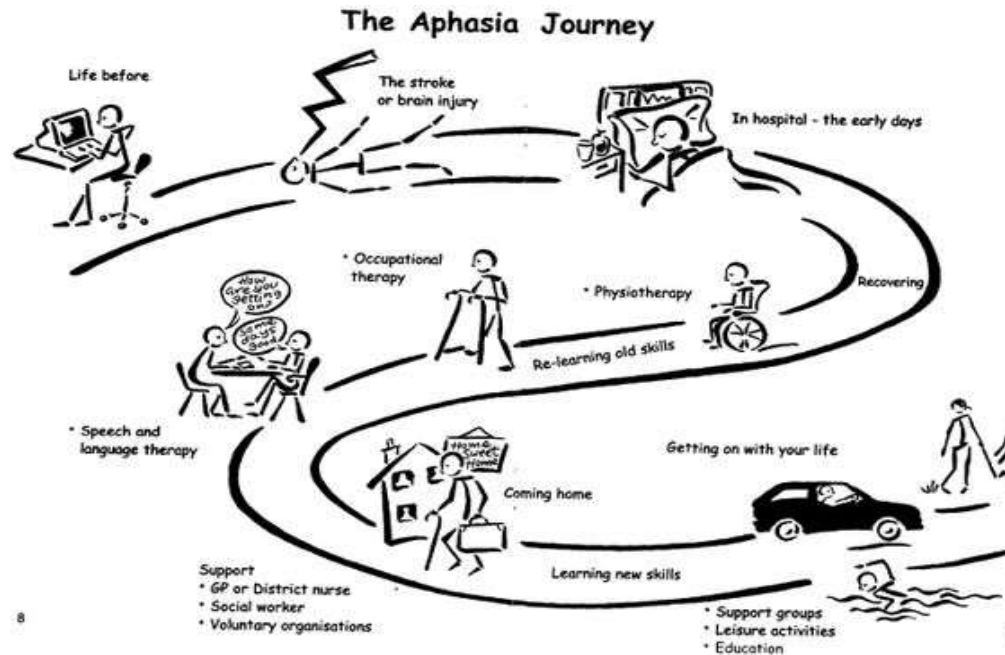 The Aphasia Journey
Life before
The stroke
or brain injury
In hospital - the early days
Recovering
* Physiotherapy
* Occupational
therapy
Re-learning old skills
How
are you
getting
on?
Some
days
good
* Speech and
language therapy
Home
Sweet
Home
Coming home
Getting on with your life
Learning new skills
Support
* GP or District nurse
* Social worker
* Voluntary organisations
* Support groups
* Leisure activities
* Education
8